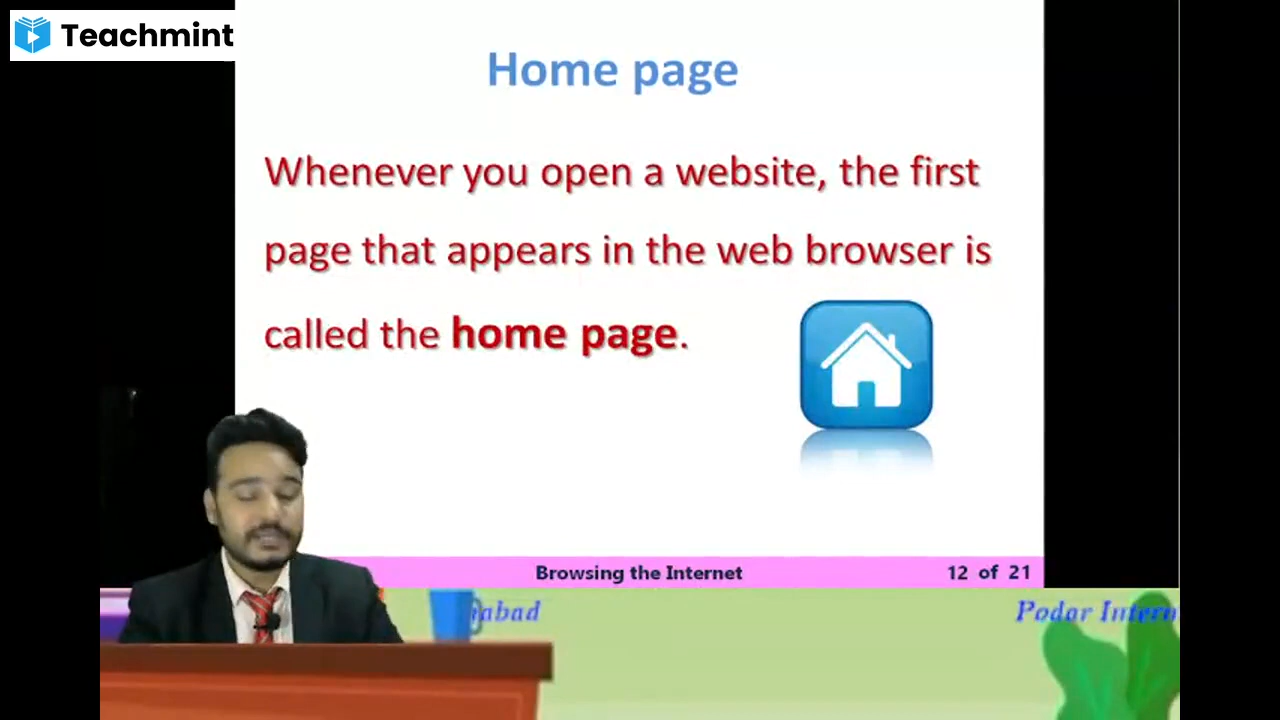 Teachmint
Home page
Whenever you open a website, the first
page that appears in the web browser is
called the home page.
Browsing the Internet
12 of 21
Podar